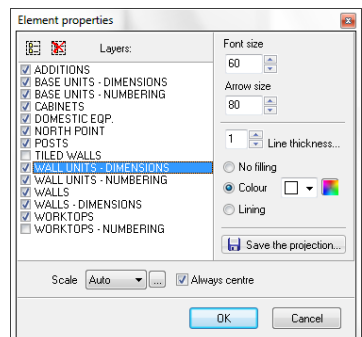 Element properties
Layers:
ADDITIONS
BASE UNITS - DIMENSIONS
BASE UNITS - NUMBERING
CABINETS
DOMESTIC EQP.
NORTH POINT
POSTS
TILED WALLS
WALL UNITS - DIMENSIONS
WALL UNITS - NUMBERING
WALLS
WALLS - DIMENSIONS
WORKTOPS
WORKTOPS - NUMBERING
Font size
60
Arrow size
80
1 Line thickness...
No filling
Colour
Lining
Save the projection...
Scale Auto ... Always centre
OK Cancel